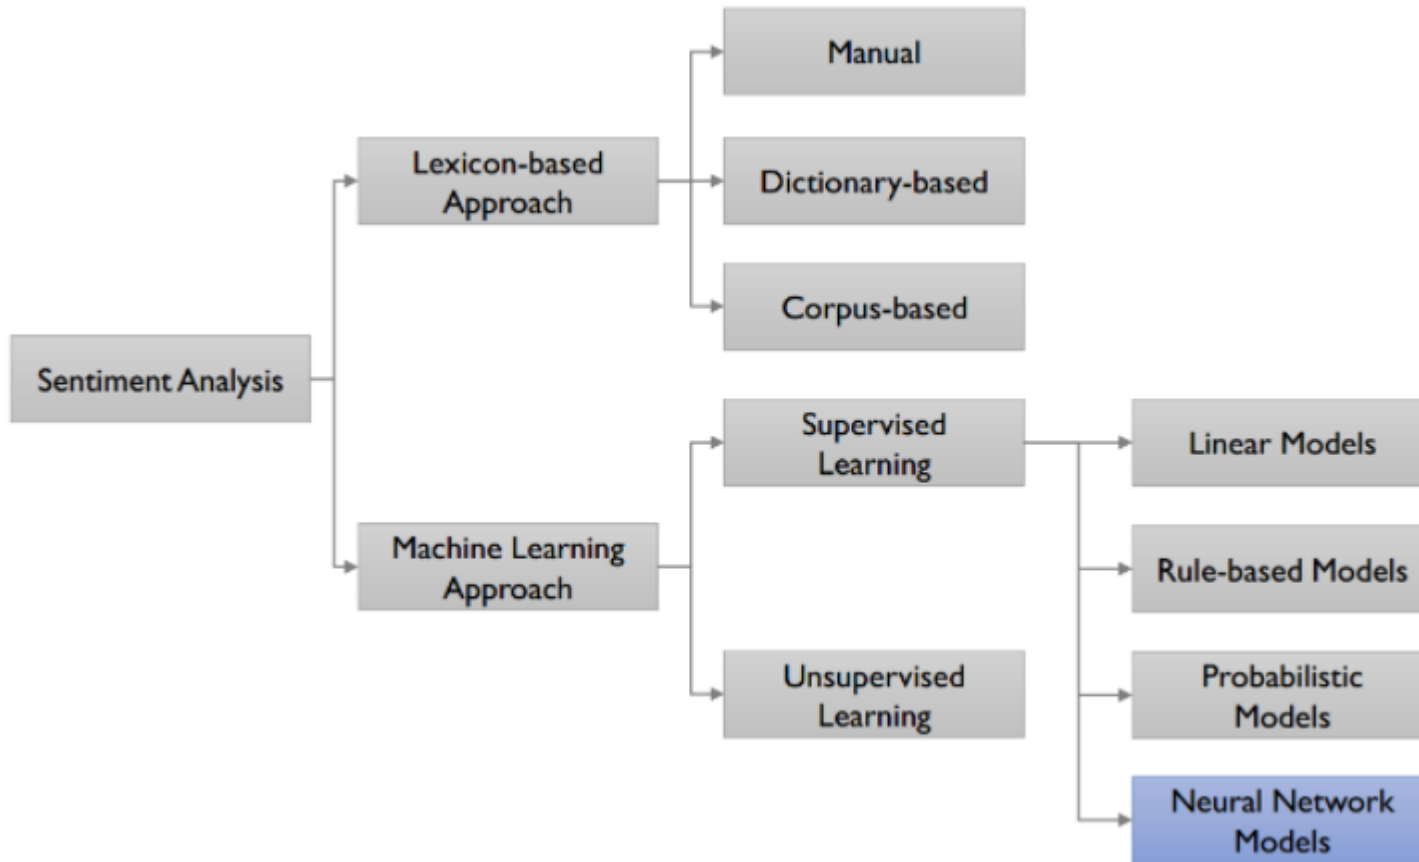 Manual
Lexicon-based
Approach
Dictionary-based
Corpus-based
Sentiment Analysis
Supervised
Learning
Linear Models
Machine Learning
Approach
Rule-based Models
Unsupervised
Learning
Probabilistic
Models
Neural Network
Models